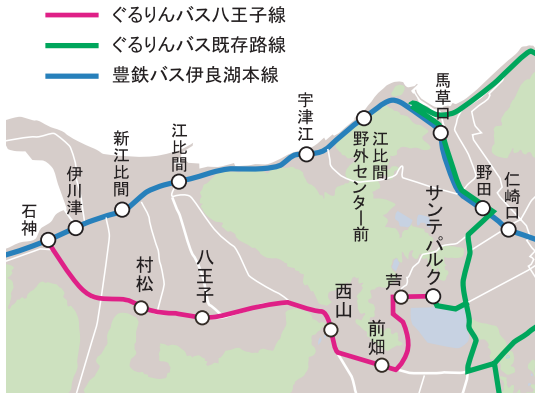 ぐるりんバス八王子線
ぐるりんバス既存路線
豊鉄バス伊良湖本線
石神
伊川津
新江比間
江比間
宇津江
江比間
野外センター前
馬草口
野田
仁崎口
サンテパルク
芦
前畑
西山
八王子
村松